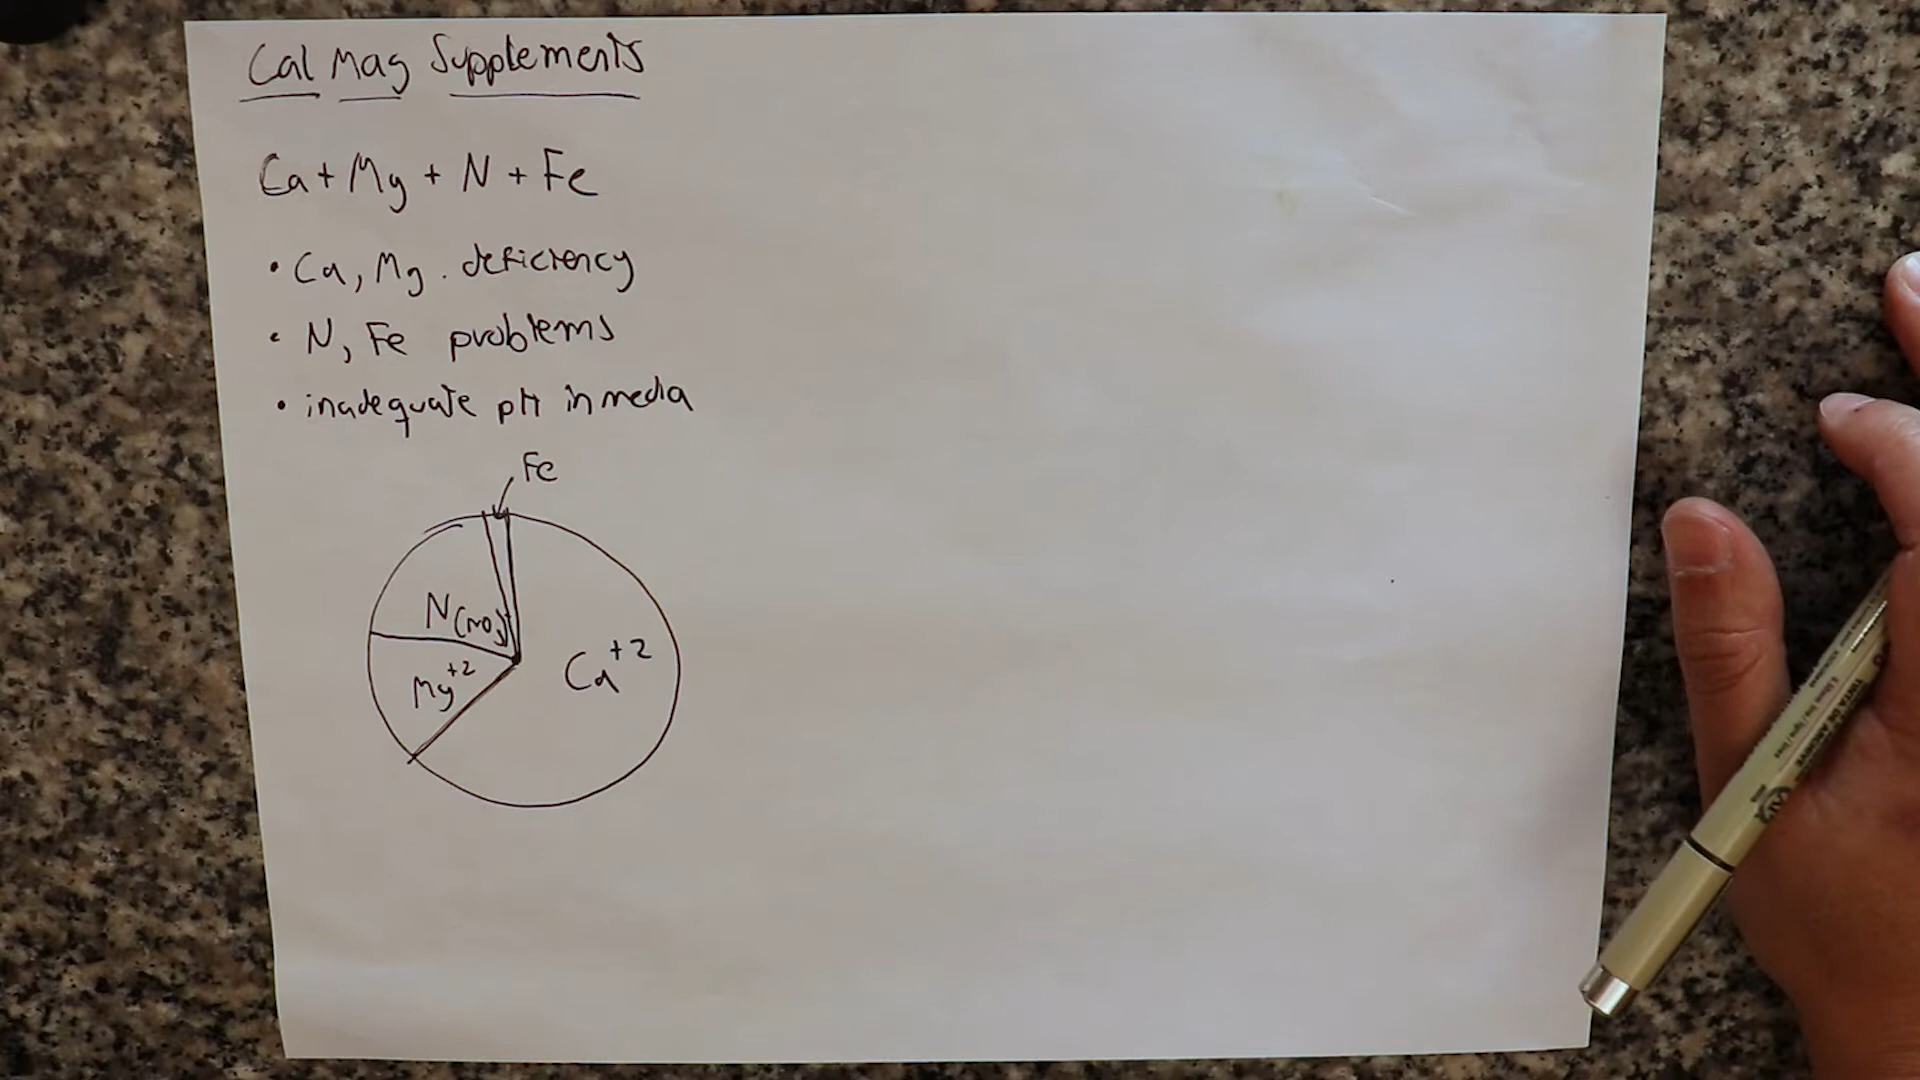 Cal Mag Supplements
Ca + Mg + N + Fe
• Ca, Mg. deficiency
• N, Fe problems
• inadequate pH in media
Fe
N(NO3)
Mg+2
Ca+2